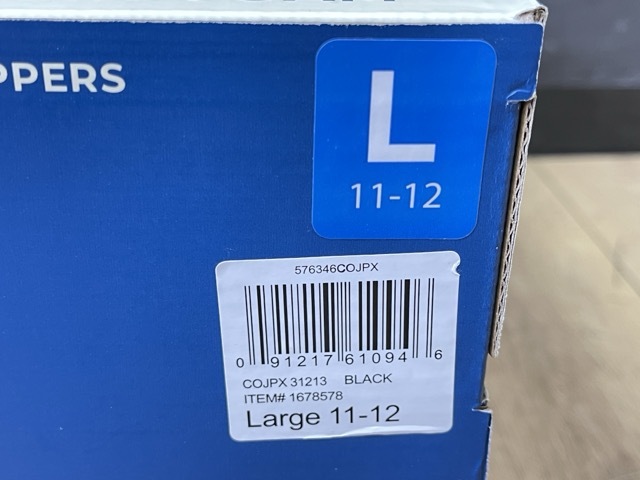 PPERS
L
11-12
576346COJPX
0 91217 61094 6
COJPX 31213 BLACK
ITEM# 1678578
Large 11-12